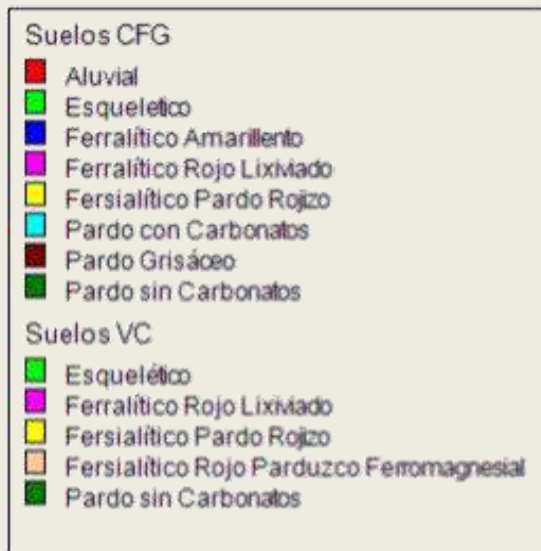 Suelos CFG
Aluvial
Esqueletico
Ferralítico Amarillento
Ferralítico Rojo Lixiviado
Fersialítico Pardo Rojizo
Pardo con Carbonatos
Pardo Grisáceo
Pardo sin Carbonatos
Suelos VC
Esquelético
Ferralítico Rojo Lixiviado
Fersialítico Pardo Rojizo
Fersialítico Rojo Parduzco Ferromagnesial
Pardo sin Carbonatos